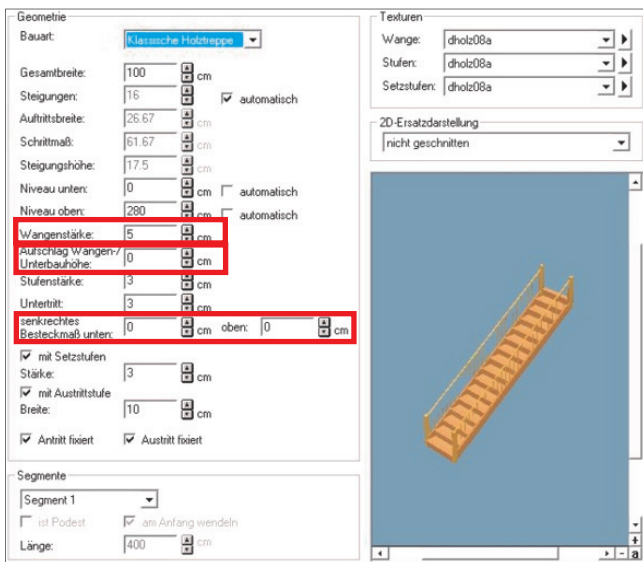 Geometrie
Bauart: Klassische Holztreppe
Gesamtbreite: 100 cm
Steigungen: 16 automatisch
Auftrittsbreite: 26.67 cm
Schrittmaß: 61.67 cm
Steigungshöhe: 17.5 cm
Niveau unten: 0 cm automatisch
Niveau oben: 280 cm automatisch
Wangenstärke: 5 cm
Aufschlag Wangen-/
Unterbauhöhe: 0 cm
Stufenstärke: 3 cm
Untertritt: 3 cm
senkrechtes
Besteckmaß unten: 0 cm oben: 0 cm
mit Setzstufen
Stärke: 3 cm
mit Austrittstufe
Breite: 10 cm
Antritt fixiert Austritt fixiert
Segmente
Segment 1
ist Podest am Anfang wendeln
Länge: 400 cm
Texturen
Wange: dholz08a
Stufen: dholz08a
Setzstufen: dholz08a
2D-Ersatzdarstellung
nicht geschnitten
+
- a